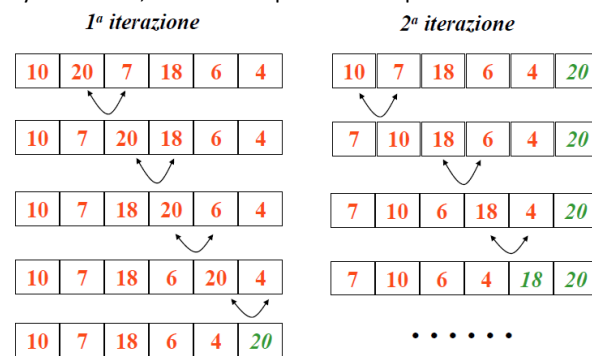 1ª iterazione
10 20 7 18 6 4
10 7 20 18 6 4
10 7 18 20 6 4
10 7 18 6 20 4
10 7 18 6 4 20
2ª iterazione
10 7 18 6 4 20
7 10 18 6 4 20
7 10 6 18 4 20
7 10 6 4 18 20
. . . . . .